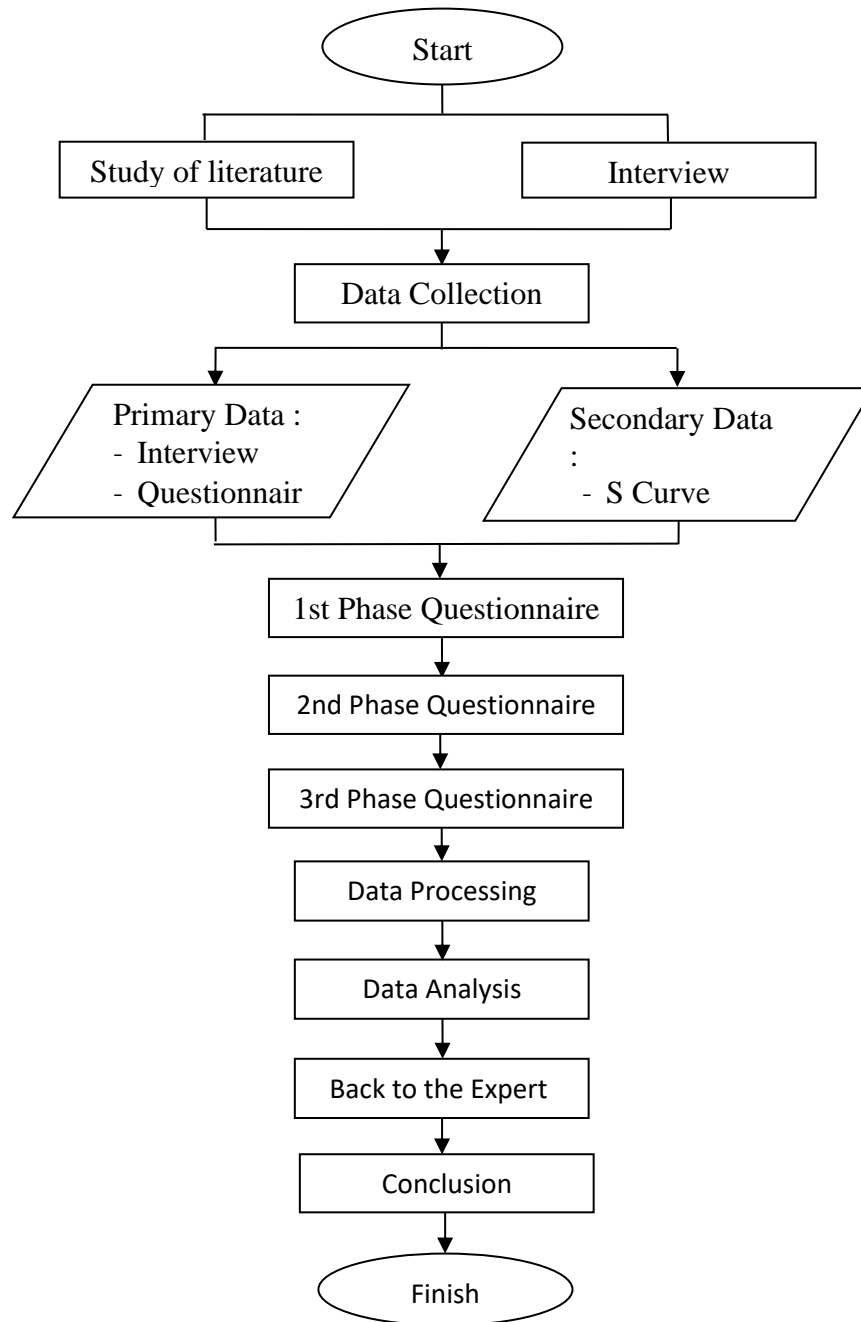 Start
Study of literature
Interview
Data Collection
Primary Data :
- Interview
- Questionnair
Secondary Data
:
- S Curve
1st Phase Questionnaire
2nd Phase Questionnaire
3rd Phase Questionnaire
Data Processing
Data Analysis
Back to the Expert
Conclusion
Finish